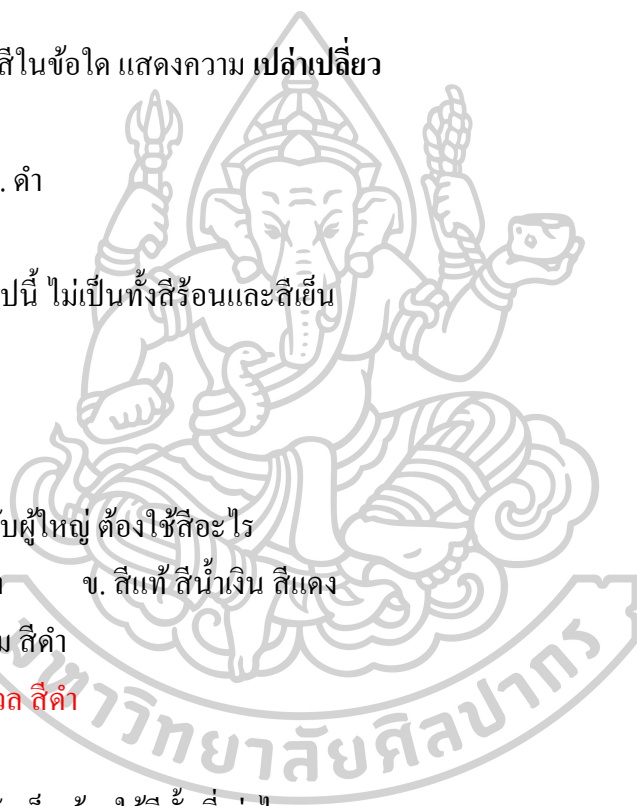 สีในข้อใด แสดงความ เปล่าเปลี่ยว
. ดำ
ปนี้ ไม่เป็นทั้งสีร้อนและสีเย็น
ับผู้ใหญ่ ต้องใช้สีอะไร
ข. สีแท้ สีน้ำเงิน สีแดง
ม สีดำ
วล สีดำ
มหาวิทยาลัยศิลปากร